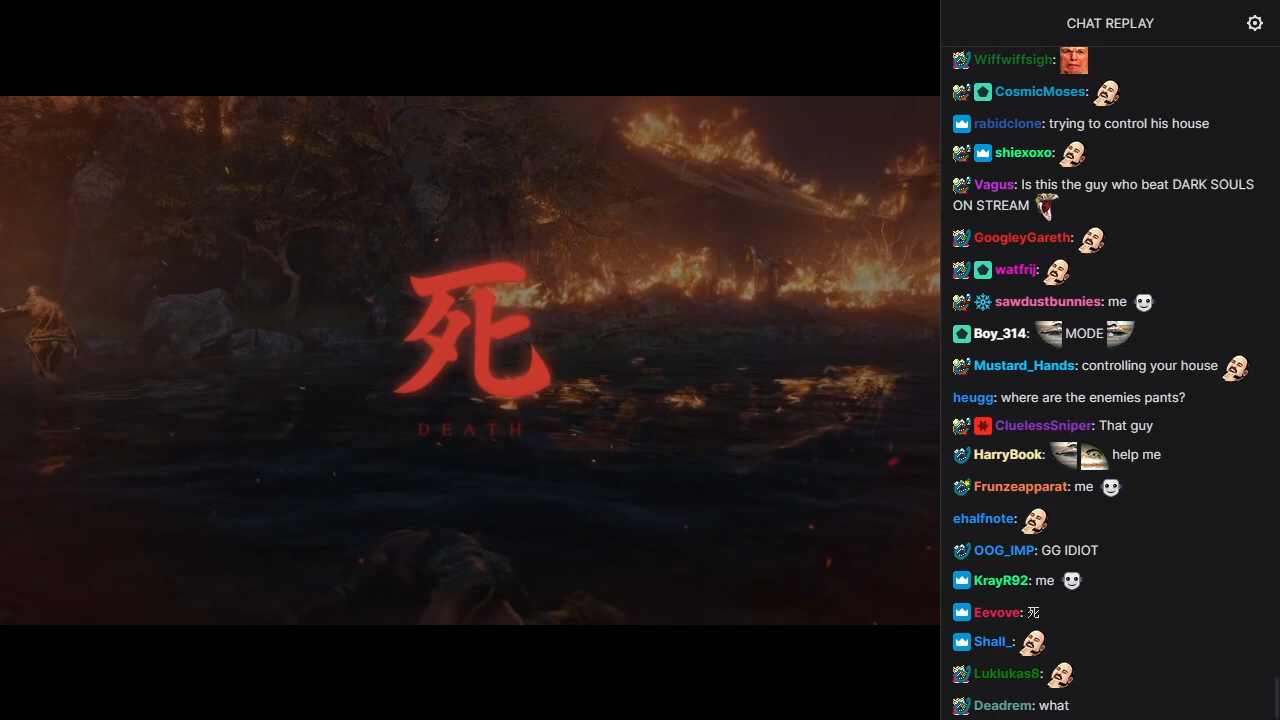 死
DEATH
CHAT REPLAY
Wiffwiffsigh:
CosmicMoses:
rabidclone: trying to control his house
shiexoxo:
Vagus: Is this the guy who beat DARK SOULS
ON STREAM
GoogleyGareth:
watfrij:
sawdustbunnies: me
Boy_314: MODE
Mustard_Hands: controlling your house
heugg: where are the enemies pants?
CluelessSniper: That guy
HarryBook: help me
Frunzeapparat: me
ehalfnote:
OOG_IMP: GG IDIOT
KrayR92: me
Eevove: 死
Shall_:
Luklukas8:
Deadrem: what